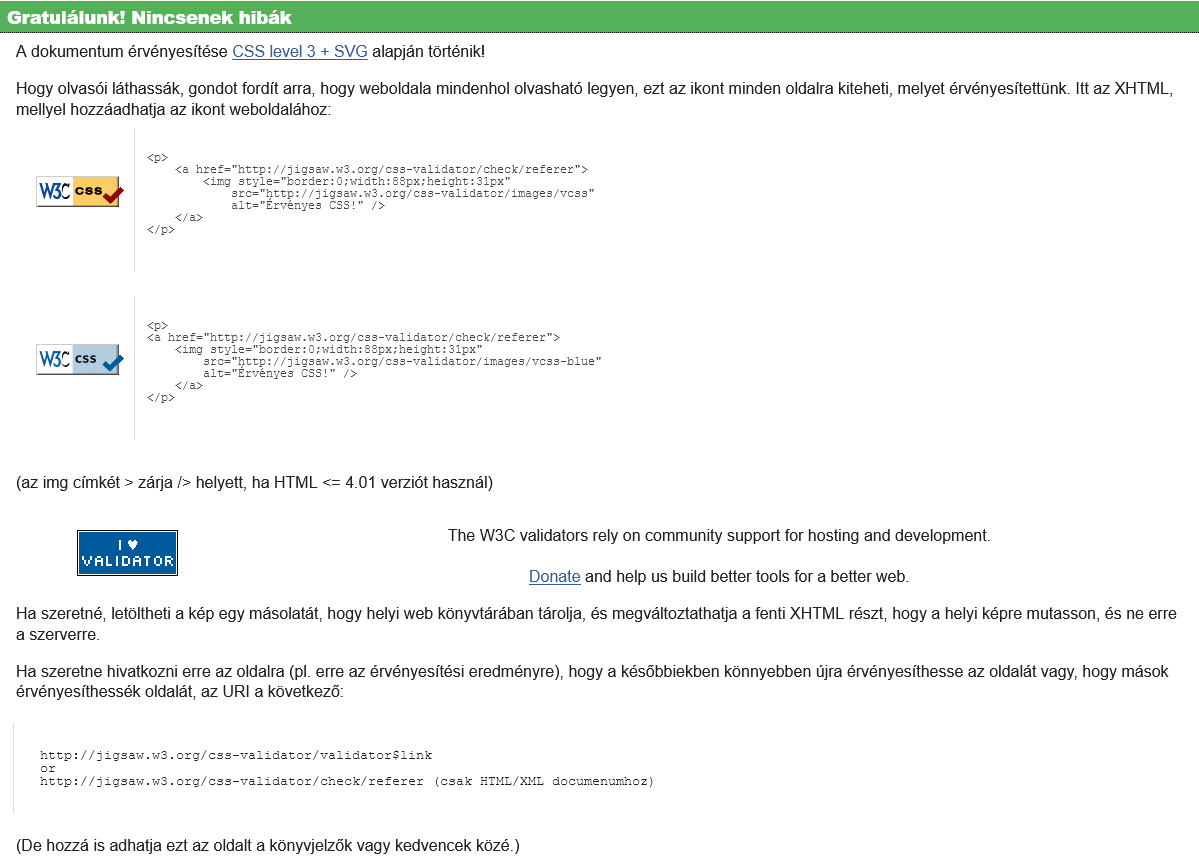 Gratulálunk! Nincsenek hibák
A dokumentum érvényesítése CSS level 3 + SVG alapján történik!
Hogy olvasói láthassák, gondot fordít arra, hogy weboldala mindenhol olvasható legyen, ezt az ikont minden oldalra kiteheti, melyet érvényesítettünk. Itt az XHTML,
mellyel hozzáadhatja az ikont weboldalához:
W3C css
<p>
<a href="http://jigsaw.w3.org/css-validator/check/referer">
<img style="border:0;width:88px;height:31px"
src="http://jigsaw.w3.org/css-validator/images/vcss"
alt="Érvényes CSS!" />
</a>
</p>
W3C css
<p>
<a href="http://jigsaw.w3.org/css-validator/check/referer">
<img style="border:0;width:88px;height:31px"
src="http://jigsaw.w3.org/css-validator/images/vcss-blue"
alt="Érvényes CSS!" />
</a>
</p>
(az img címkét > zárja /> helyett, ha HTML <= 4.01 verziót használ)
I ♥
VALIDATOR
The W3C validators rely on community support for hosting and development.
Donate and help us build better tools for a better web.
Ha szeretné, letöltheti a kép egy másolatát, hogy helyi web könyvtárában tárolja, és megváltoztathatja a fenti XHTML részt, hogy a helyi képre mutasson, és ne erre
a szerverre.
Ha szeretne hivatkozni erre az oldalra (pl. erre az érvényesítési eredményre), hogy a későbbiekben könnyebben újra érvényesíthesse az oldalát vagy, hogy mások
érvényesíthessék oldalát, az URI a következő:
http://jigsaw.w3.org/css-validator/validator$link
or
http://jigsaw.w3.org/css-validator/check/referer (csak HTML/XML documenumhoz)
(De hozzá is adhatja ezt az oldalt a könyvjelzők vagy kedvencek közé.)